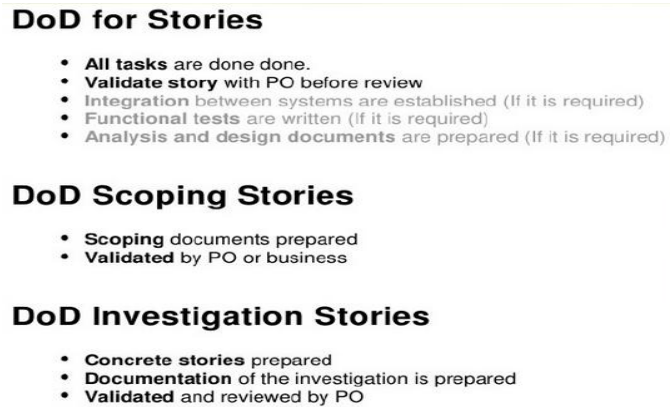 DoD for Stories
• All tasks are done done.
• Validate story with PO before review
• Integration between systems are established (If it is required)
• Functional tests are written (If it is required)
• Analysis and design documents are prepared (If it is required)
DoD Scoping Stories
• Scoping documents prepared
• Validated by PO or business
DoD Investigation Stories
• Concrete stories prepared
• Documentation of the investigation is prepared
• Validated and reviewed by PO